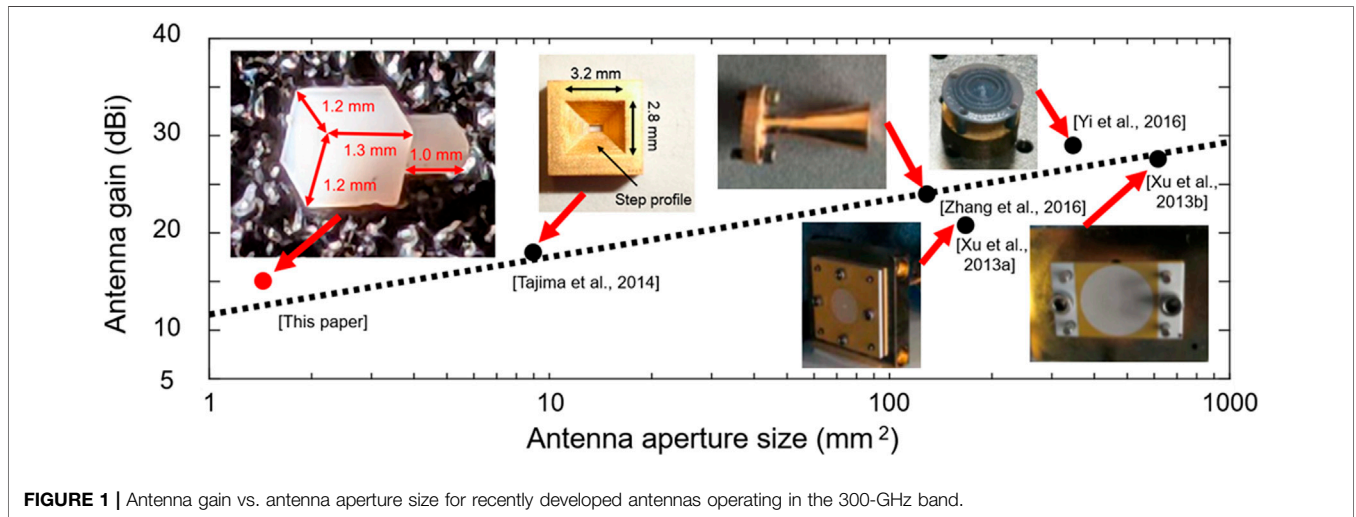 40
30
20
10
5
Antenna gain (dBi)
1.2 mm
1.3 mm
1.0 mm
1.2 mm
3.2 mm
2.8 mm
Step profile
[This paper]
[Tajima et al., 2014]
[Yi et al., 2016]
[Zhang et al., 2016]
[Xu et al.,
2013a]
[Xu et al.,
2013b]
1
10
100
1000
Antenna aperture size (mm²)
FIGURE 1 | Antenna gain vs. antenna aperture size for recently developed antennas operating in the 300-GHz band.